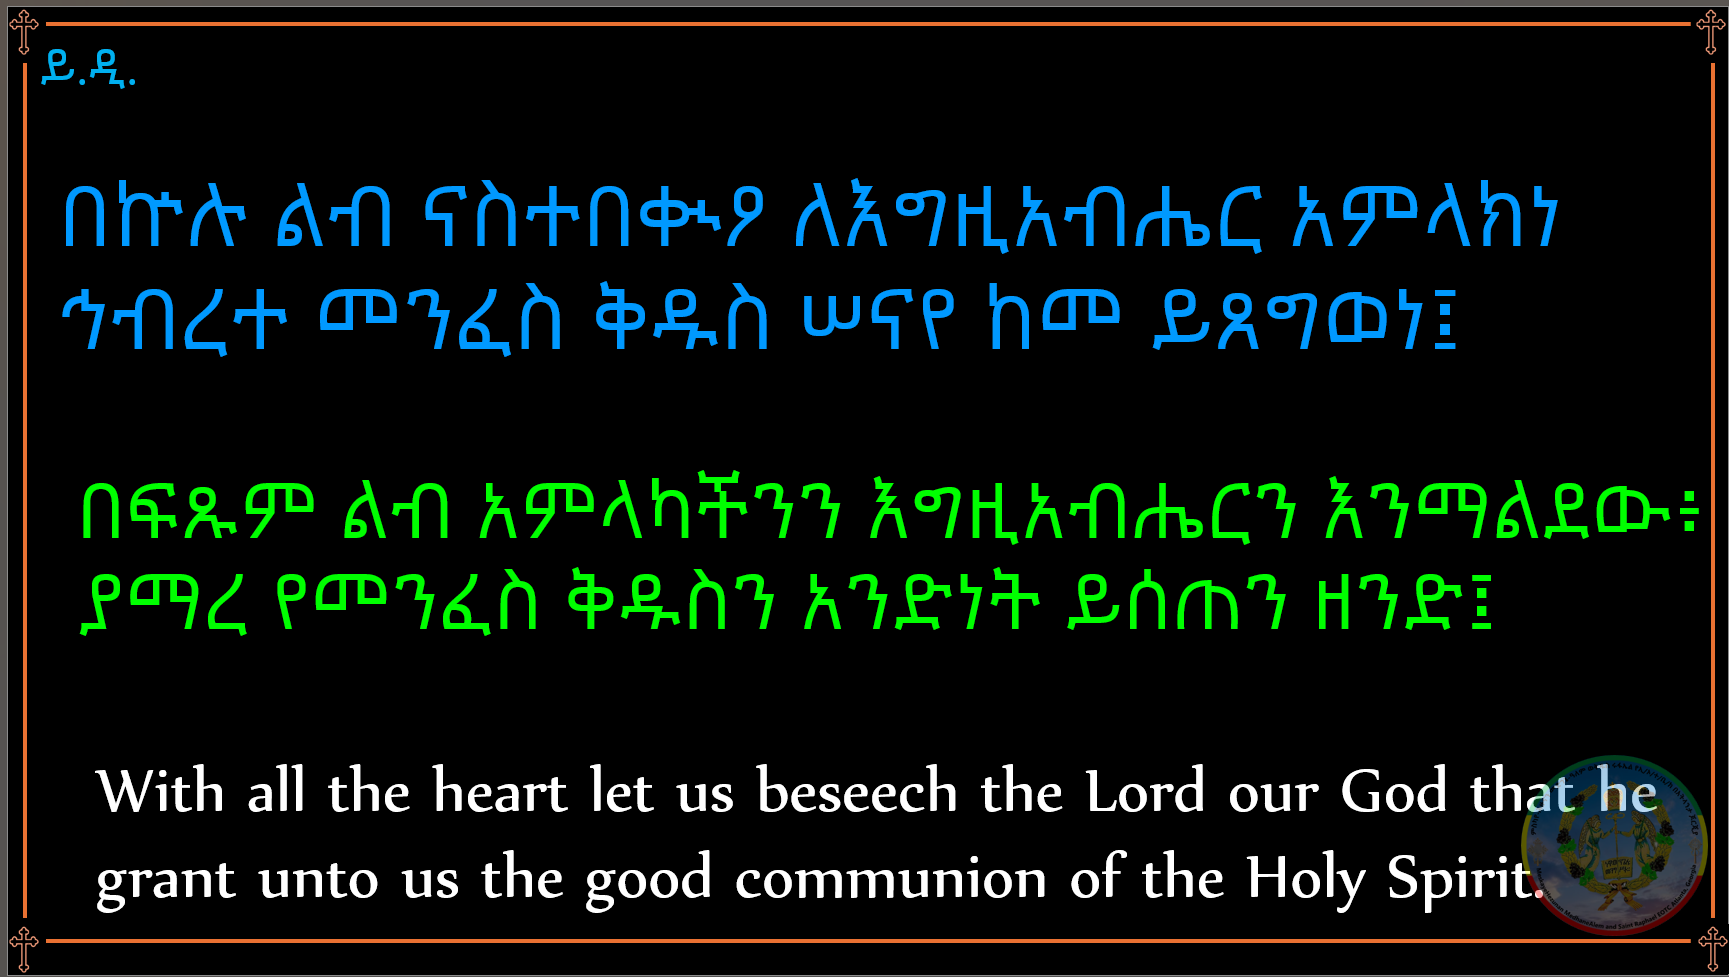 ይ.ዲ.
በኵሉ ልብ ናስተበቍዖ ለእግዚአብሔር አምላክነ
ኅብረተ መንፈስ ቅዱስ ሠናየ ከመ ይጸግወነ፤
በፍጹም ልብ አምላካችንን እግዚአብሔርን እንማልደው፥
ያማረ የመንፈስ ቅዱስን አንድነት ይሰጠን ዘንድ፤
With all the heart let us beseech the Lord our God that he
grant unto us the good communion of the Holy Spirit.